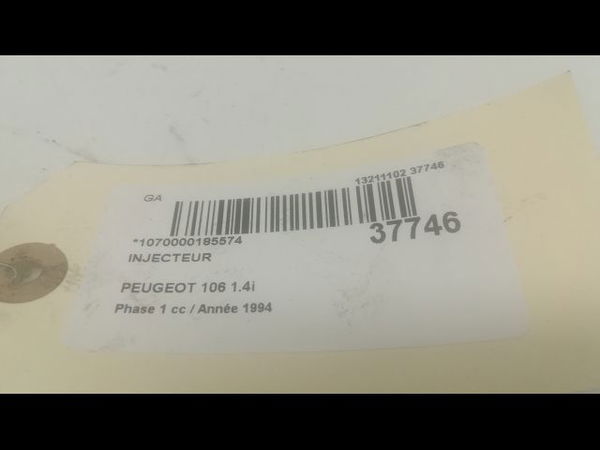 GA
13211102 37746
*1070000185574
37746
INJECTEUR
PEUGEOT 106 1.4i
Phase 1 cc / Année 1994